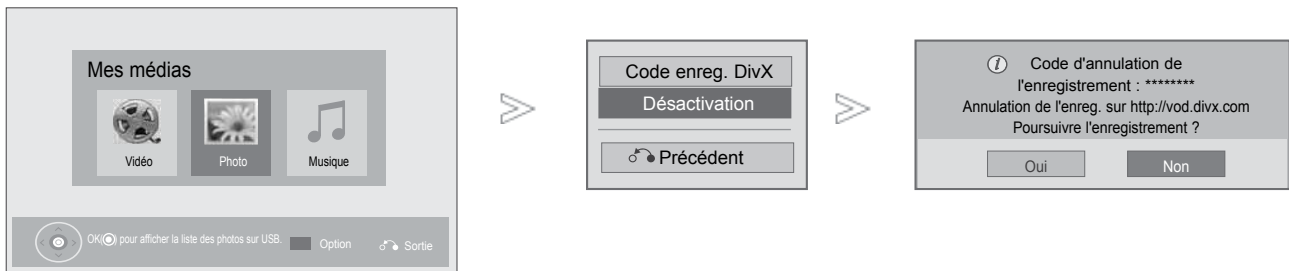 Mes médias
Vidéo Photo Musique
OK(◉) pour afficher la liste des photos sur USB. Option Sortie
Code enreg. DivX
Désactivation
Précédent
Code d'annulation de
l'enregistrement : ********
Annulation de l'enreg. sur http://vod.divx.com
Poursuivre l'enregistrement ?
Oui Non